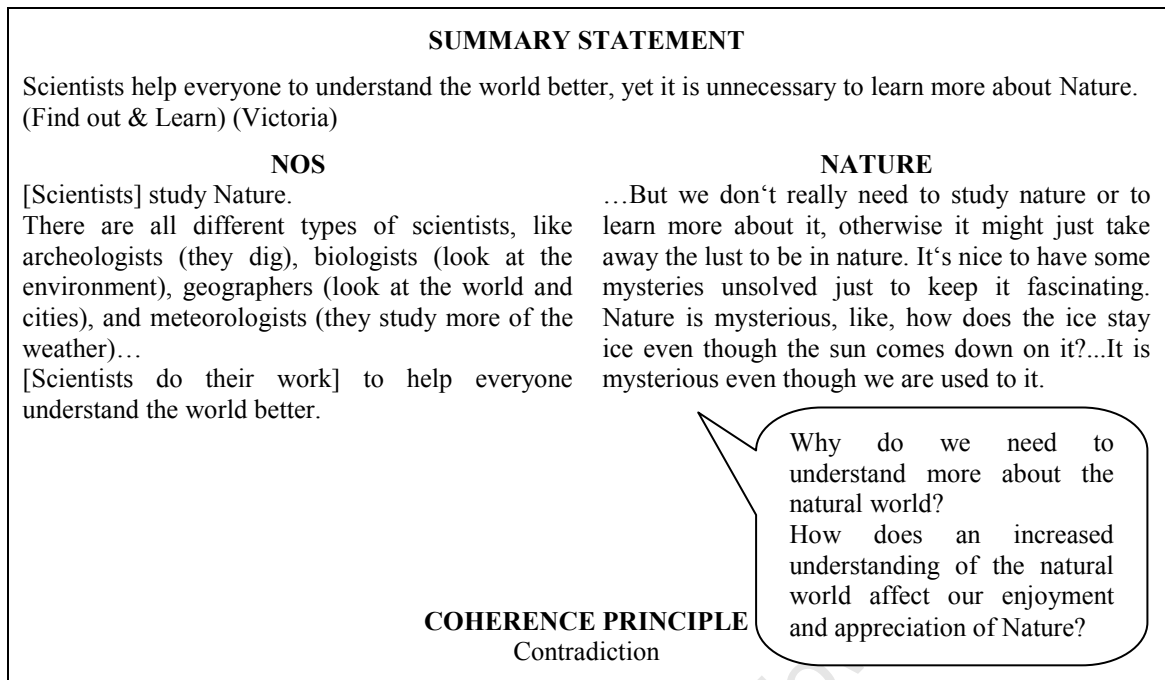 SUMMARY STATEMENT
Scientists help everyone to understand the world better, yet it is unnecessary to learn more about Nature.
(Find out & Learn) (Victoria)
NOS
[Scientists] study Nature.
There are all different types of scientists, like
archeologists (they dig), biologists (look at the
environment), geographers (look at the world and
cities), and meteorologists (they study more of the
weather)…
[Scientists do their work] to help everyone
understand the world better.
NATURE
…But we don‘t really need to study nature or to
learn more about it, otherwise it might just take
away the lust to be in nature. It‘s nice to have some
mysteries unsolved just to keep it fascinating.
Nature is mysterious, like, how does the ice stay
ice even though the sun comes down on it?...It is
mysterious even though we are used to it.
Why do we need to
understand more about the
natural world?
How does an increased
understanding of the natural
world affect our enjoyment
and appreciation of Nature?
COHERENCE PRINCIPLE
Contradiction